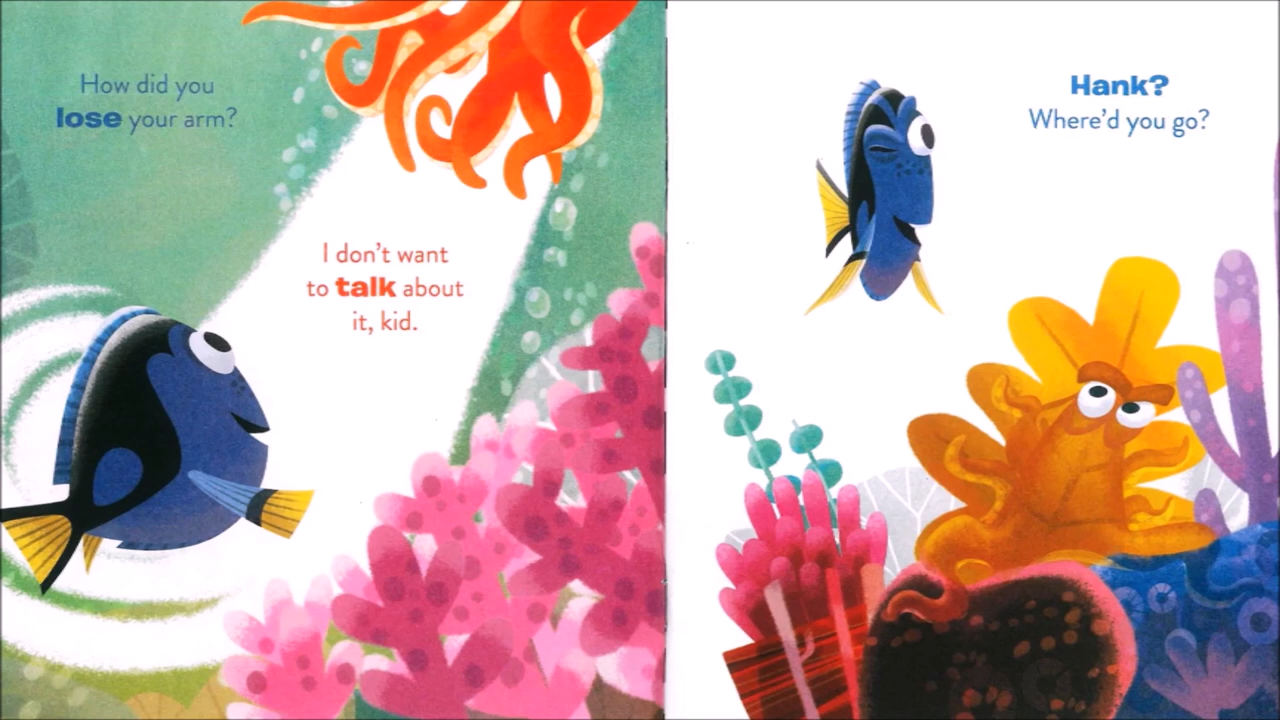 How did you
lose your arm?
I don't want
to talk about
it, kid.
Hank?
Where'd you go?